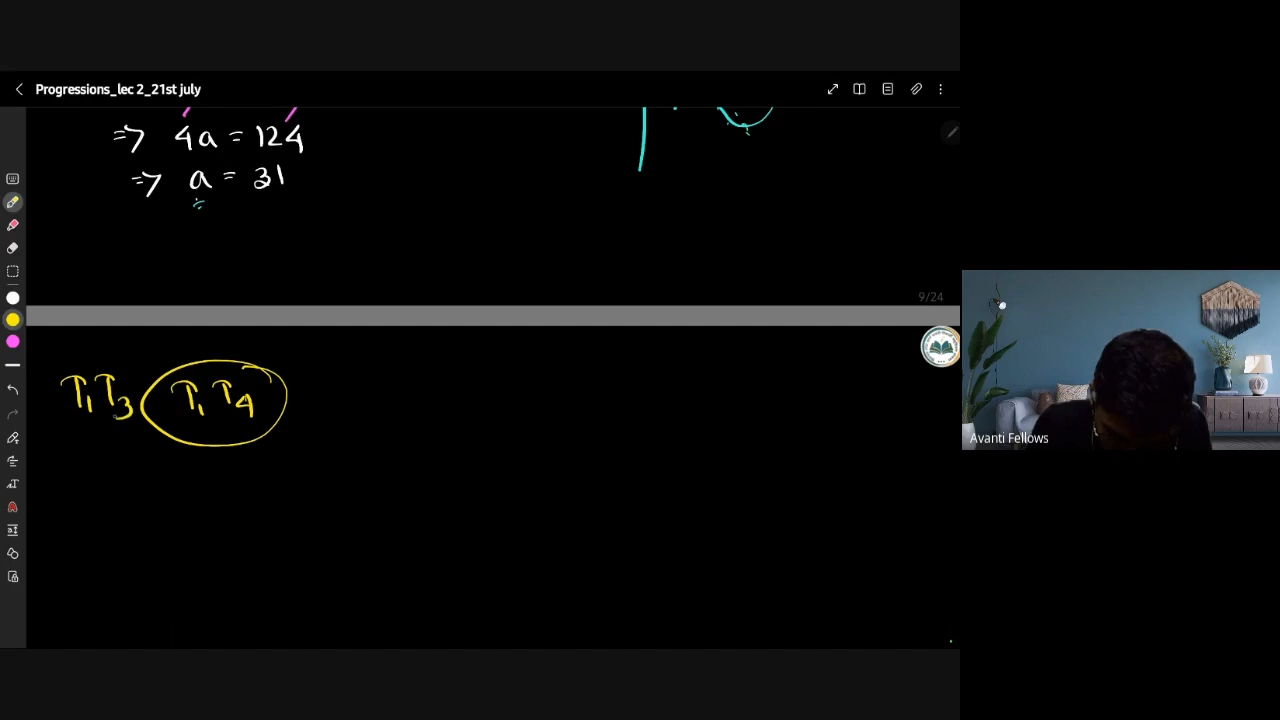 Progressions_lec 2_21st july
=> 4a = 124
=> a = 31
9/24
T₁T₃ T₁T₄
Avanti Fellows